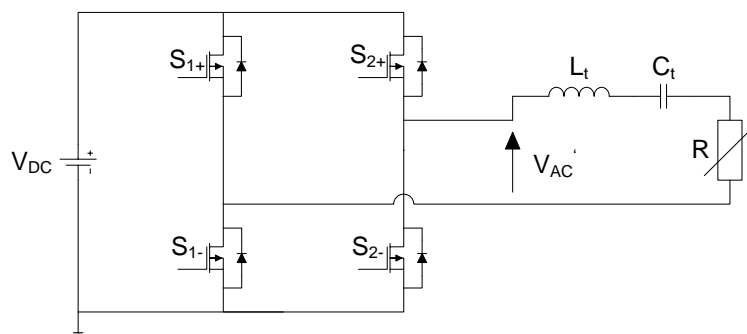 S1+
S2+
Lt
Ct
VDC
+
-
VAC'
R
S1-
S2-